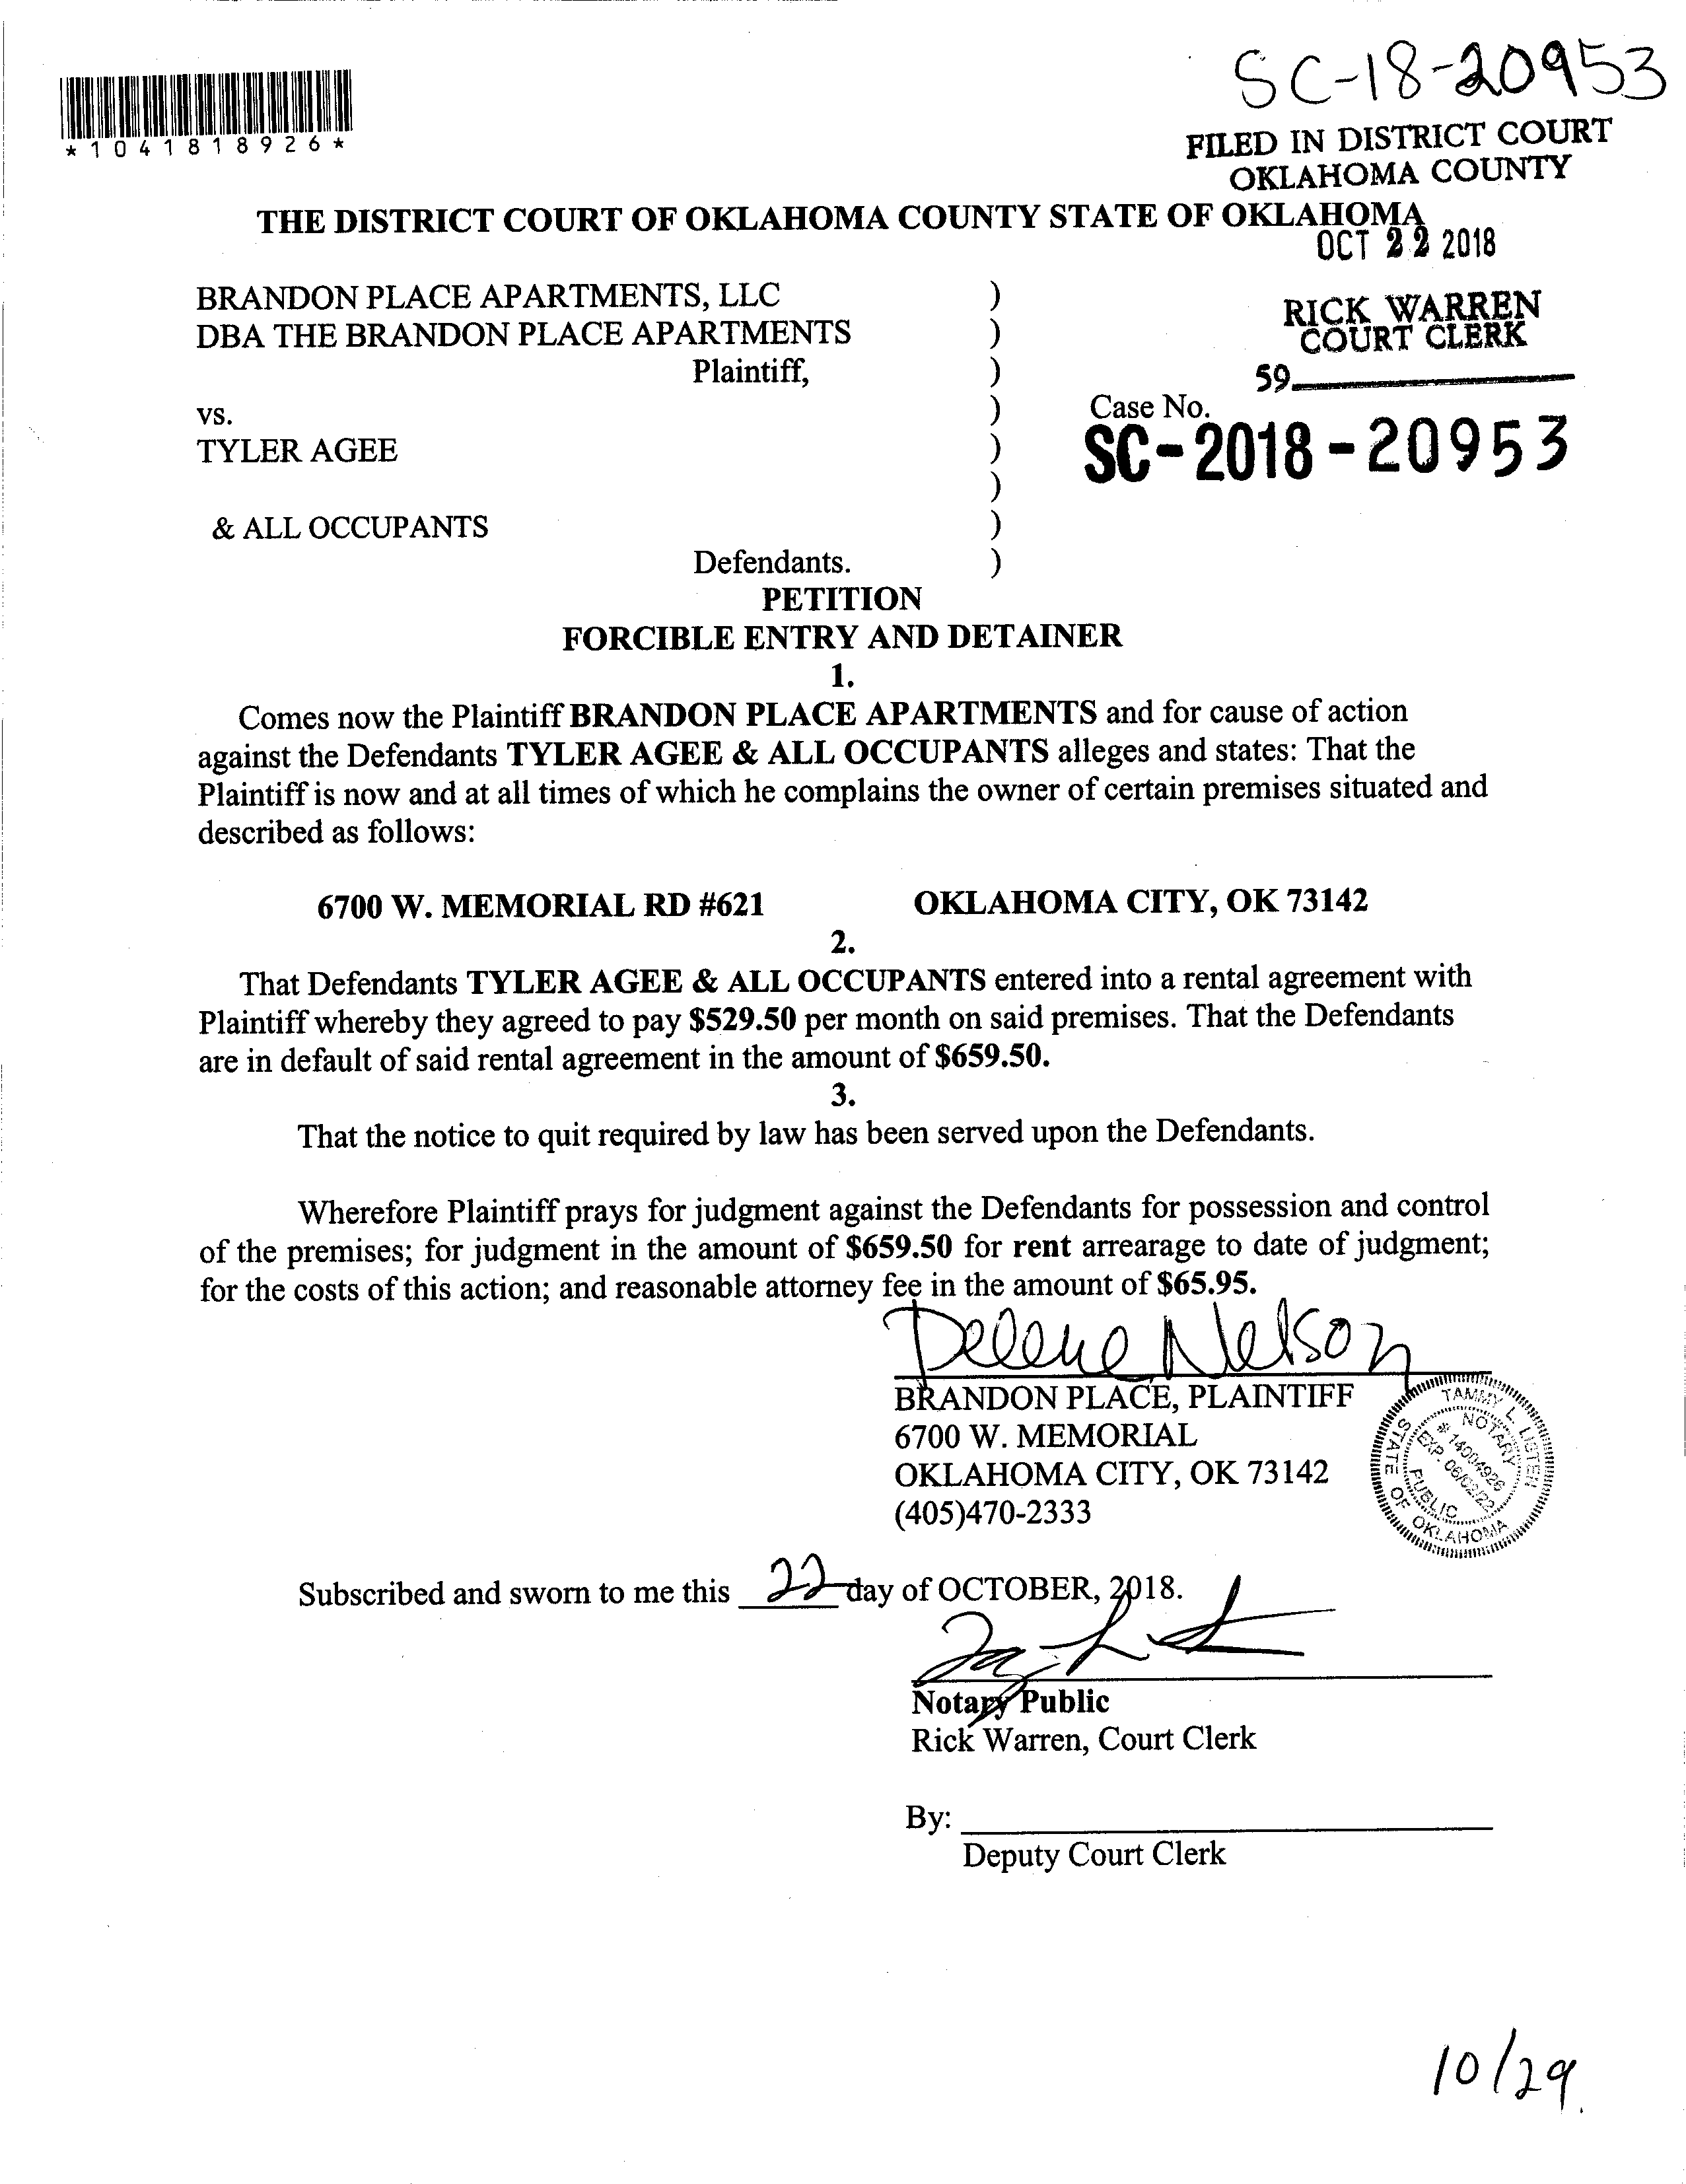 SC-18-20953
*1041818926*
FILED IN DISTRICT COURT
OKLAHOMA COUNTY
THE DISTRICT COURT OF OKLAHOMA COUNTY STATE OF OKLAHOMA
OCT 22 2018
BRANDON PLACE APARTMENTS, LLC )
DBA THE BRANDON PLACE APARTMENTS )
RICK WARREN
COURT CLERK
Plaintiff, )
59
vs. ) Case No.
TYLER AGEE ) SC-2018-20953
)
& ALL OCCUPANTS )
Defendants. )
PETITION
FORCIBLE ENTRY AND DETAINER
1.
Comes now the Plaintiff BRANDON PLACE APARTMENTS and for cause of action
against the Defendants TYLER AGEE & ALL OCCUPANTS alleges and states: That the
Plaintiff is now and at all times of which he complains the owner of certain premises situated and
described as follows:
6700 W. MEMORIAL RD #621 OKLAHOMA CITY, OK 73142
2.
That Defendants TYLER AGEE & ALL OCCUPANTS entered into a rental agreement with
Plaintiff whereby they agreed to pay $529.50 per month on said premises. That the Defendants
are in default of said rental agreement in the amount of $659.50.
3.
That the notice to quit required by law has been served upon the Defendants.
Wherefore Plaintiff prays for judgment against the Defendants for possession and control
of the premises; for judgment in the amount of $659.50 for rent arrearage to date of judgment;
for the costs of this action; and reasonable attorney fee in the amount of $65.95.
Delene Nelson
BRANDON PLACE, PLAINTIFF
6700 W. MEMORIAL
OKLAHOMA CITY, OK 73142
(405)470-2333
TAMMY L. LISTER
NOTARY
# 14004926
EXP. 06/02/22
PUBLIC
STATE OF OKLAHOMA
Subscribed and sworn to me this 22 day of OCTOBER, 2018.
Notary Public
Rick Warren, Court Clerk
By:
Deputy Court Clerk
10/29